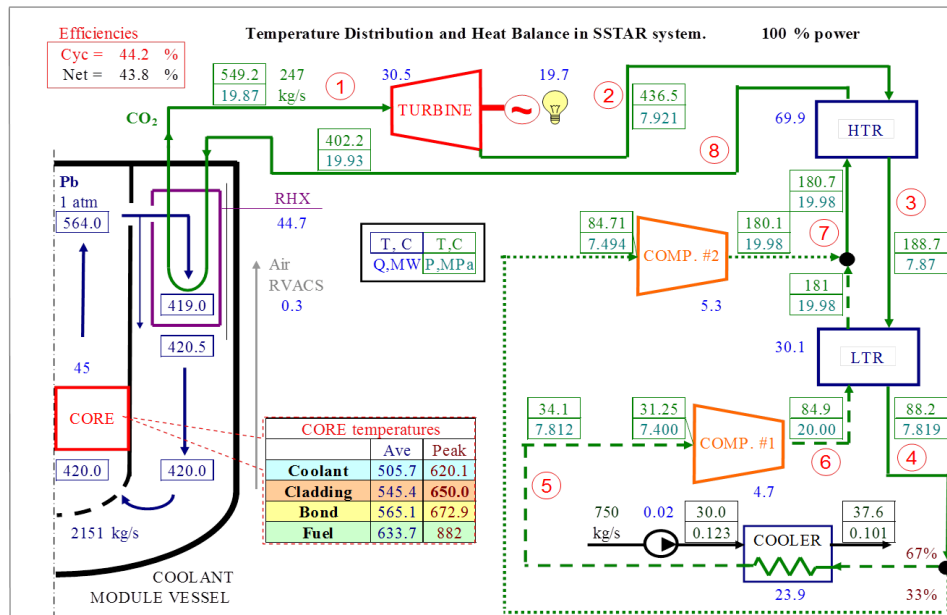 Efficiencies
Cyc = 44.2 %
Net = 43.8 %
Temperature Distribution and Heat Balance in SSTAR system. 100 % power
549.2 247
19.87 kg/s
1
30.5
19.7
TURBINE
~
2
436.5
7.921
CO2
402.2
19.93
8
69.9
HTR
Pb
1 atm
564.0
RHX
44.7
419.0
420.5
45
CORE
420.0
420.0
2151 kg/s
COOLANT
MODULE VESSEL
Air
RVACS
0.3
T, C T,C
Q,MW P,MPa
180.7
19.98
3
84.71
7.494
COMP. #2
5.3
180.1
19.98
7
188.7
7.87
181
19.98
30.1
LTR
34.1
7.812
31.25
7.400
COMP. #1
4.7
84.9
20.00
6
88.2
7.819
4
5
CORE temperatures
Ave Peak
Coolant 505.7 620.1
Cladding 545.4 650.0
Bond 565.1 672.9
Fuel 633.7 882
750
kg/s
0.02
30.0
0.123
COOLER
23.9
37.6
0.101
67%
33%